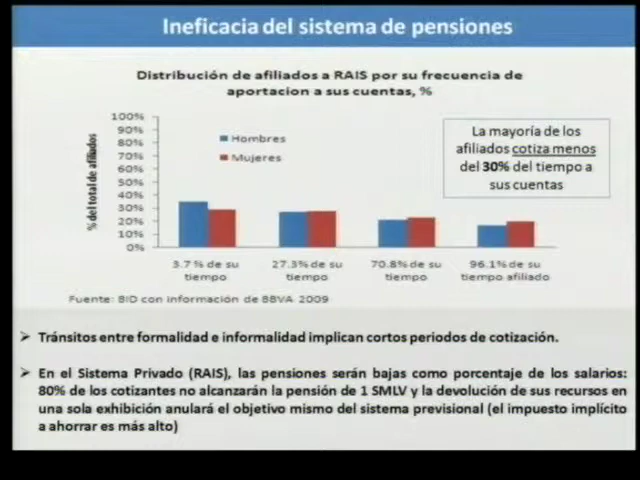 Ineficacia del sistema de pensiones
Distribución de afiliados a RAIS por su frecuencia de
aportacion a sus cuentas, %
% del total de afiliados
100%
90%
80%
70%
60%
50%
40%
30%
20%
10%
0%
Hombres
Mujeres
La mayoría de los
afiliados cotiza menos
del 30% del tiempo a
sus cuentas
3.7 % de su
tiempo
27.3% de su
tiempo
70.8% de su
tiempo
96.1% de su
tiempo afiliado
Fuente: BID con información de BBVA 2009
➢ Tránsitos entre formalidad e informalidad implican cortos periodos de cotización.
➢ En el Sistema Privado (RAIS), las pensiones serán bajas como porcentaje de los salarios:
80% de los cotizantes no alcanzarán la pensión de 1 SMLV y la devolución de sus recursos en
una sola exhibición anulará el objetivo mismo del sistema previsional (el impuesto implícito
a ahorrar es más alto)